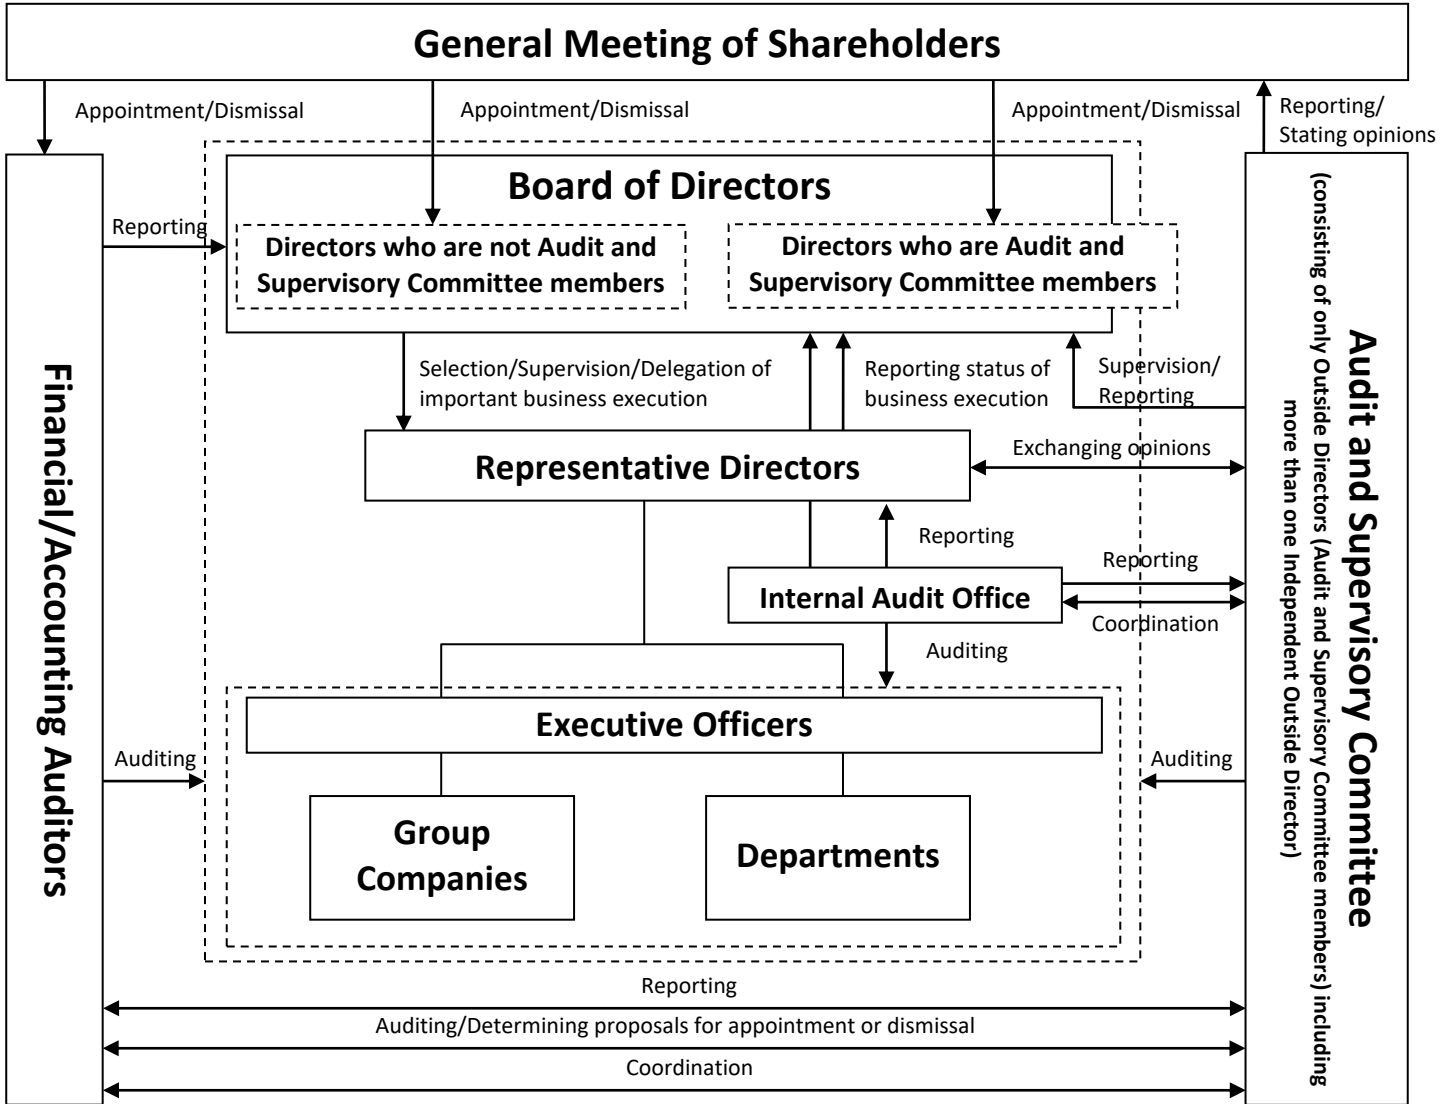 General Meeting of Shareholders
Appointment/Dismissal
Appointment/Dismissal
Appointment/Dismissal
Reporting/
Stating opinions
Board of Directors
Reporting
Directors who are not Audit and
Supervisory Committee members
Directors who are Audit and
Supervisory Committee members
Financial/Accounting Auditors
Audit and Supervisory Committee
(consisting of only Outside Directors (Audit and Supervisory Committee members) including
more than one Independent Outside Director)
Selection/Supervision/Delegation of
important business execution
Reporting status of
business execution
Supervision/
Reporting
Representative Directors
Exchanging opinions
Reporting
Internal Audit Office
Reporting
Coordination
Auditing
Executive Officers
Auditing
Auditing
Group
Companies
Departments
Reporting
Auditing/Determining proposals for appointment or dismissal
Coordination